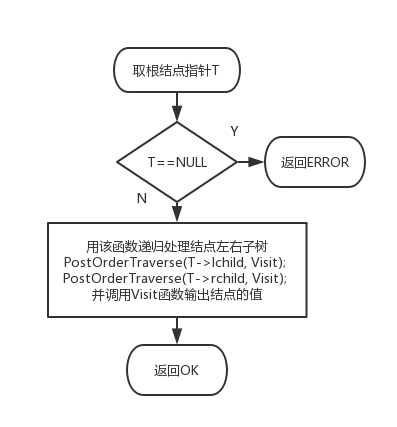 取根结点指针T
Y
T==NULL
返回ERROR
N
用该函数递归处理结点左右子树
PostOrderTraverse(T->lchild, Visit);
PostOrderTraverse(T->rchild, Visit);
并调用Visit函数输出结点的值
返回OK